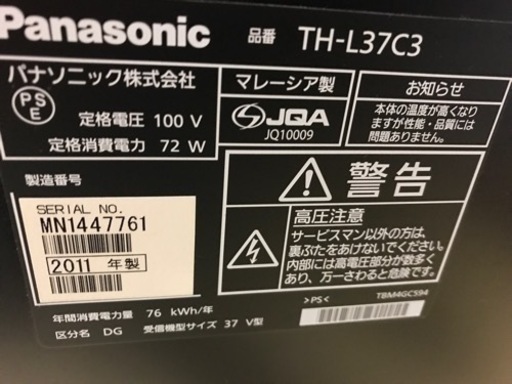 Panasonic 品番 TH-L37C3
パナソニック株式会社
PS
E
定格電圧 100 V
定格消費電力 72 W
マレーシア製
JQA
JQ10009
お知らせ
本体の温度が高くなり
ますが性能・品質には
問題ありません。
製造番号
SERIAL NO.
MN1447761
2011 年製
警告
高圧注意
サービスマン以外の方は、
裏ぶたをあけないでください。
内部には高電圧部分が数多く
あり、万一さわると危険です。
年間消費電力量 76 kWh/年
区分名 DG 受信機型サイズ 37 V型
>PS<
TBM4GC594